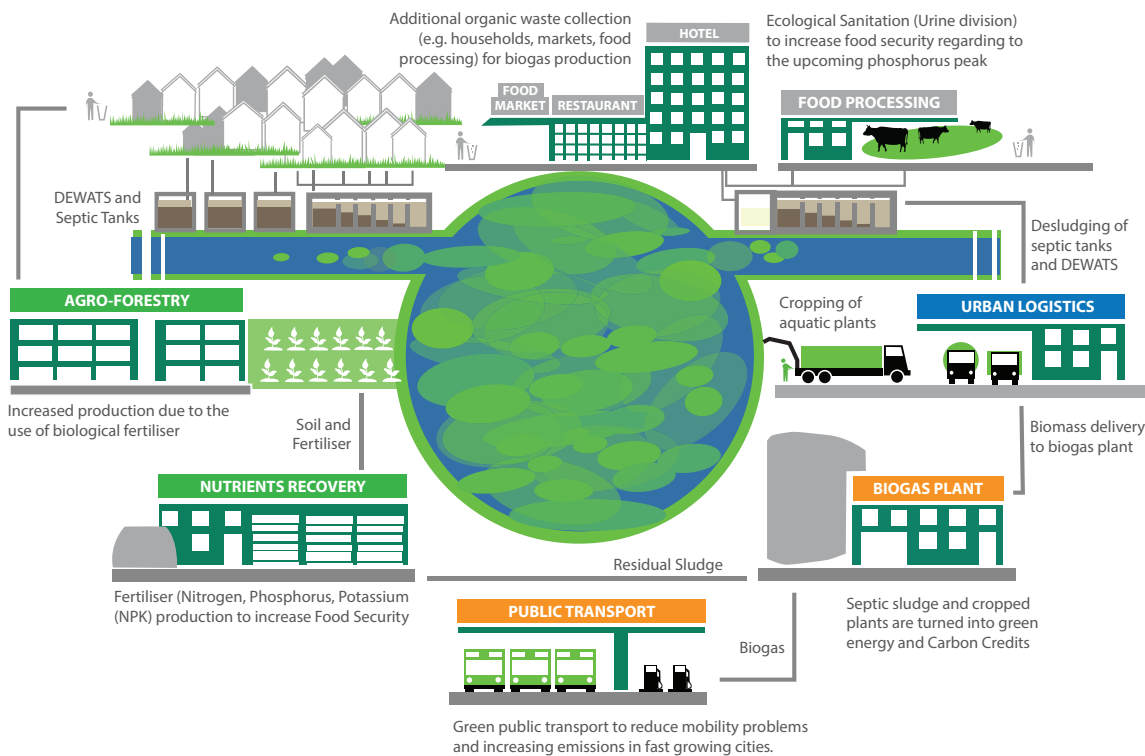 Additional organic waste collection
(e.g. households, markets, food
processing) for biogas production
HOTEL
Ecological Sanitation (Urine division)
to increase food security regarding to
the upcoming phosphorus peak
FOOD
MARKET
RESTAURANT
FOOD PROCESSING
DEWATS and
Septic Tanks
Desludging of
septic tanks
and DEWATS
AGRO-FORESTRY
Cropping of
aquatic plants
URBAN LOGISTICS
Increased production due to the
use of biological fertiliser
Soil and
Fertiliser
Biomass delivery
to biogas plant
NUTRIENTS RECOVERY
BIOGAS PLANT
Residual Sludge
Fertiliser (Nitrogen, Phosphorus, Potassium
(NPK) production to increase Food Security
PUBLIC TRANSPORT
Septic sludge and cropped
plants are turned into green
energy and Carbon Credits
Biogas
Green public transport to reduce mobility problems
and increasing emissions in fast growing cities.